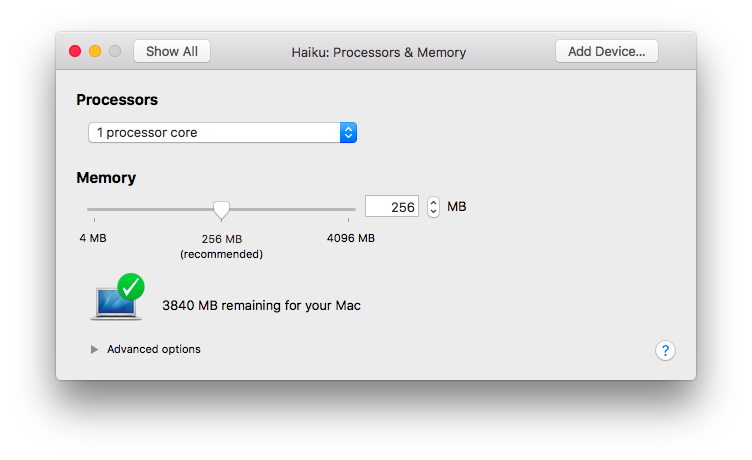 Show All
Haiku: Processors & Memory
Add Device...
Processors
1 processor core
Memory
256 MB
4 MB
256 MB
(recommended)
4096 MB
3840 MB remaining for your Mac
Advanced options
?